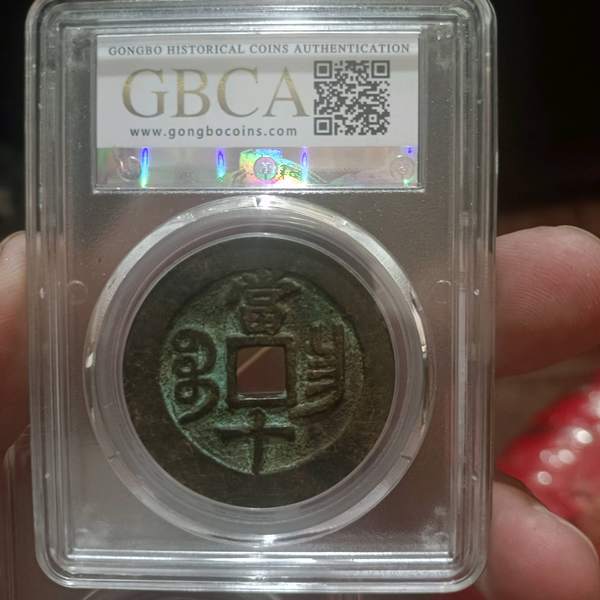 GONGBO HISTORICAL COINS AUTHENTICATION
GBCA
www.gongbocoins.com
當
十